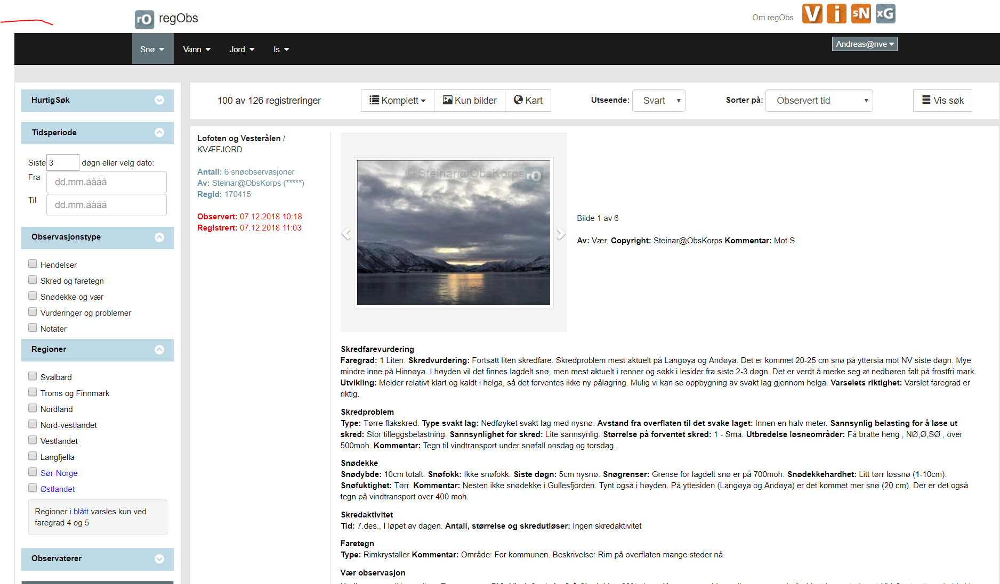 rO regObs
Om regObs V i sN xG
Snø Vann Jord Is
Andreas@nve
HurtigSøk
Tidsperiode
Siste 3 døgn eller velg dato:
Fra dd.mm.åååå
Til dd.mm.åååå
Observasjonstype
Hendelser
Skred og faretegn
Snødekke og vær
Vurderinger og problemer
Notater
Regioner
Svalbard
Troms og Finnmark
Nordland
Nord-vestlandet
Vestlandet
Langfjella
Sør-Norge
Østlandet
Regioner i blått varsles kun ved
faregrad 4 og 5
Observatører
100 av 126 registreringer
Komplett Kun bilder Kart
Utseende: Svart
Sorter på: Observert tid
Vis søk
Lofoten og Vesterålen /
KVÆFJORD
Antall: 6 snøobservasjoner
Av: Steinar@ObsKorps (*****)
RegId: 170415
Observert: 07.12.2018 10:18
Registrert: 07.12.2018 11:03
© Steinar@ObsKorps rO
Bilde 1 av 6
Av: Vær. Copyright: Steinar@ObsKorps Kommentar: Mot S.
Skredfarevurdering
Faregrad: 1 Liten. Skredvurdering: Fortsatt liten skredfare. Skredproblem mest aktuelt på Langøya og Andøya. Det er kommet 20-25 cm snø på yttersia mot NV siste døgn. Mye
mindre inne på Hinnøya. I høyden vil det finnes lagdelt snø, men mest aktuelt i renner og søkk i lesider fra siste 2-3 døgn. Det er verdt å merke seg at nedbøren falt på frostfri mark.
Utvikling: Melder relativt klart og kaldt i helga, så det forventes ikke ny pålagring. Mulig vi kan se oppbygning av svakt lag gjennom helga. Varselets riktighet: Varslet faregrad er
riktig.
Skredproblem
Type: Tørre flakskred. Type svakt lag: Nedføyket svakt lag med nysnø. Avstand fra overflaten til det svake laget: Innen en halv meter. Sannsynlig belasting for å løse ut
skred: Stor tilleggsbelastning. Sannsynlighet for skred: Lite sannsynlig. Størrelse på forventet skred: 1 - Små. Utbredelse løsneområder: Få bratte heng , NØ,Ø,SØ , over
500moh. Kommentar: Tegn til vindtransport under snøfall onsdag og torsdag.
Snødekke
Snødybde: 10cm totalt. Snøfokk: Ikke snøfokk. Siste døgn: 5cm nysnø. Snøgrenser: Grense for lagdelt snø er på 700moh. Snødekkehardhet: Litt tørr løssnø (1-10cm).
Snøfuktighet: Tørr. Kommentar: Nesten ikke snødekke i Gullesfjorden. Tynt også i høyden. På yttesiden (Langøya og Andøya) er det kommet mer snø (20 cm). Der er det også
tegn på vindtransport over 400 moh.
Skredaktivitet
Tid: 7.des., I løpet av dagen. Antall, størrelse og skredutløser: Ingen skredaktivitet
Faretegn
Type: Rimkrystaller Kommentar: Område: For kommunen. Beskrivelse: Rim på overflaten mange steder nå.
Vær observasjon